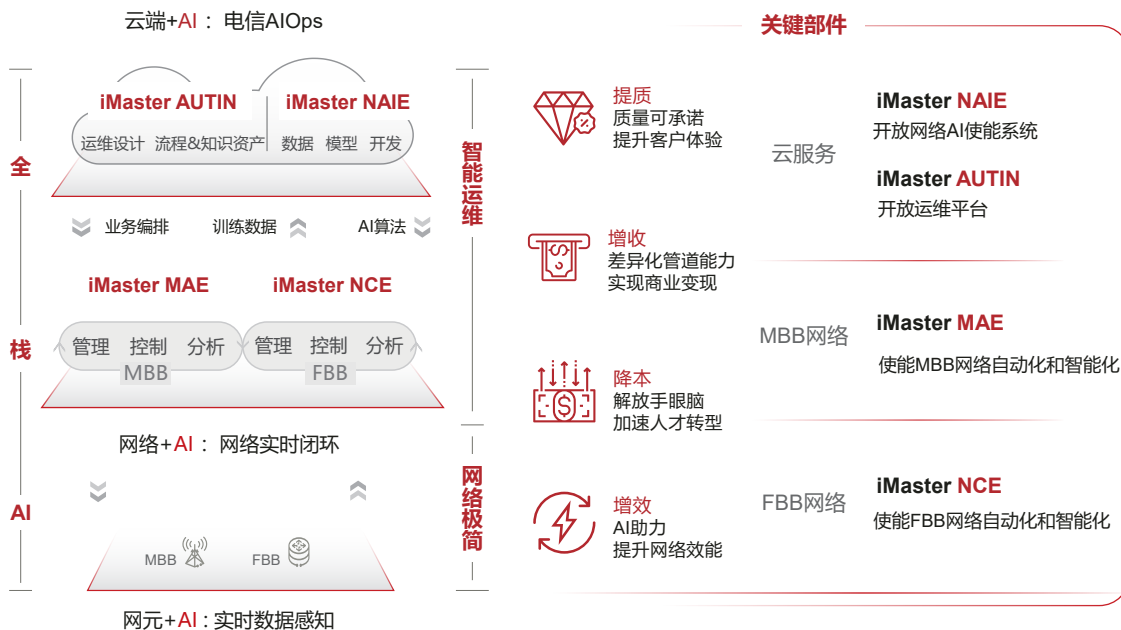 云端+AI ：电信AIOps
iMaster AUTIN
iMaster NAIE
运维设计 流程&知识资产
数据 模型 开发
业务编排
训练数据
AI算法
iMaster MAE
iMaster NCE
管理 控制 分析
MBB
管理 控制 分析
FBB
网络+AI ：网络实时闭环
MBB
FBB
网元+AI : 实时数据感知
全
栈
AI
智能运维
网络极简
提质
质量可承诺
提升客户体验
增收
差异化管道能力
实现商业变现
降本
解放手眼脑
加速人才转型
增效
AI助力
提升网络效能
关键部件
云服务
iMaster NAIE
开放网络AI使能系统
iMaster AUTIN
开放运维平台
MBB网络
iMaster MAE
使能MBB网络自动化和智能化
FBB网络
iMaster NCE
使能FBB网络自动化和智能化